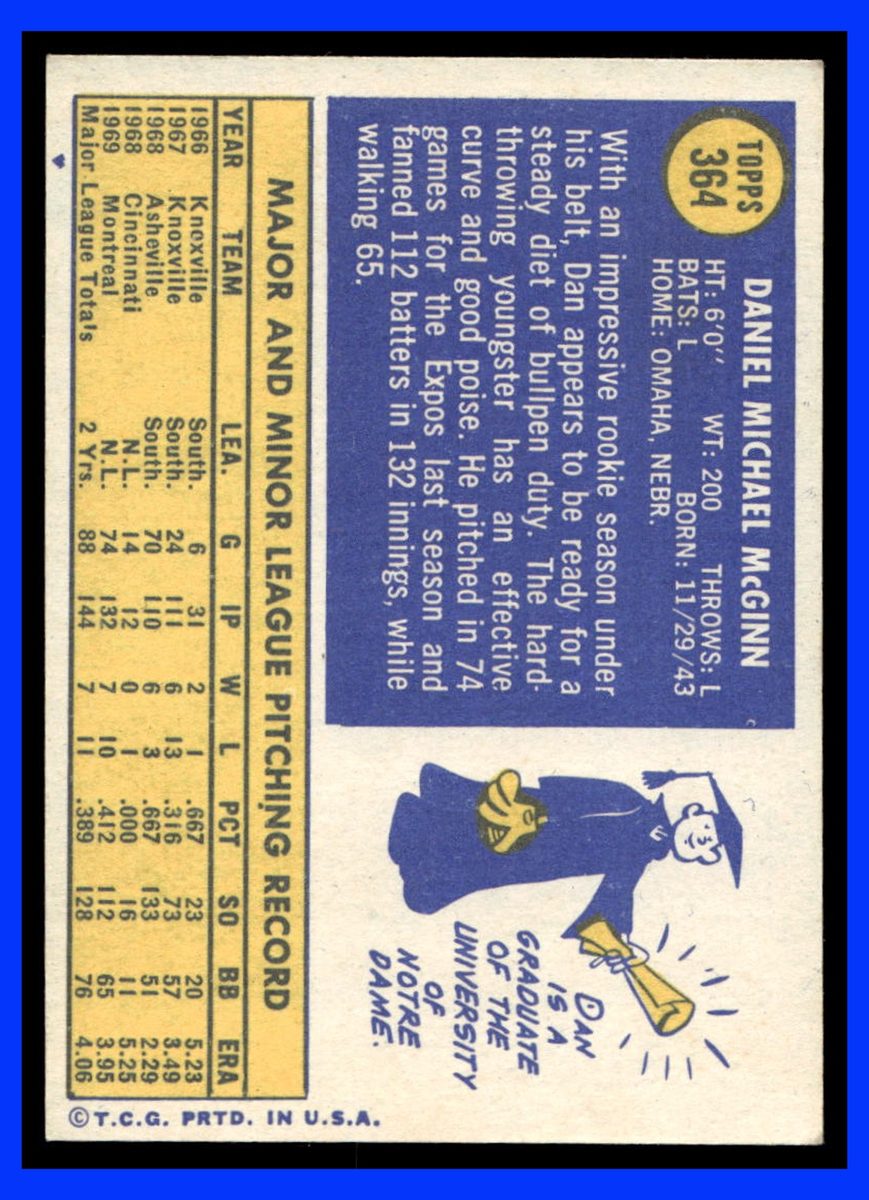 TOPPS
364
DANIEL MICHAEL McGINN
HT: 6'0" WT: 200 THROWS: L
BATS: L BORN: 11/29/43
HOME: OMAHA, NEBR.
With an impressive rookie season under
his belt, Dan appears to be ready for a
steady diet of bullpen duty. The hard-
throwing youngster has an effective
curve and good poise. He pitched in 74
games for the Expos last season and
fanned 112 batters in 132 innings, while
walking 65.
DAN
IS A
GRADUATE
OF THE
UNIVERSITY
OF
NOTRE
DAME.
MAJOR AND MINOR LEAGUE PITCHING RECORD
YEAR TEAM LEA. G IP W L PCT SO BB ERA
1966 Knoxville South. 6 31 2 1 .667 23 20 5.23
1967 Knoxville South. 24 111 6 13 .316 73 57 3.49
1968 Asheville South. 70 110 6 3 .667 133 51 2.29
1968 Cincinnati N.L. 14 12 0 1 .000 16 11 5.25
1969 Montreal N.L. 74 132 7 10 .412 112 65 3.95
Major League Totals 2 Yrs. 88 144 7 11 .389 128 76 4.06
© T.C.G. PRTD. IN U.S.A.